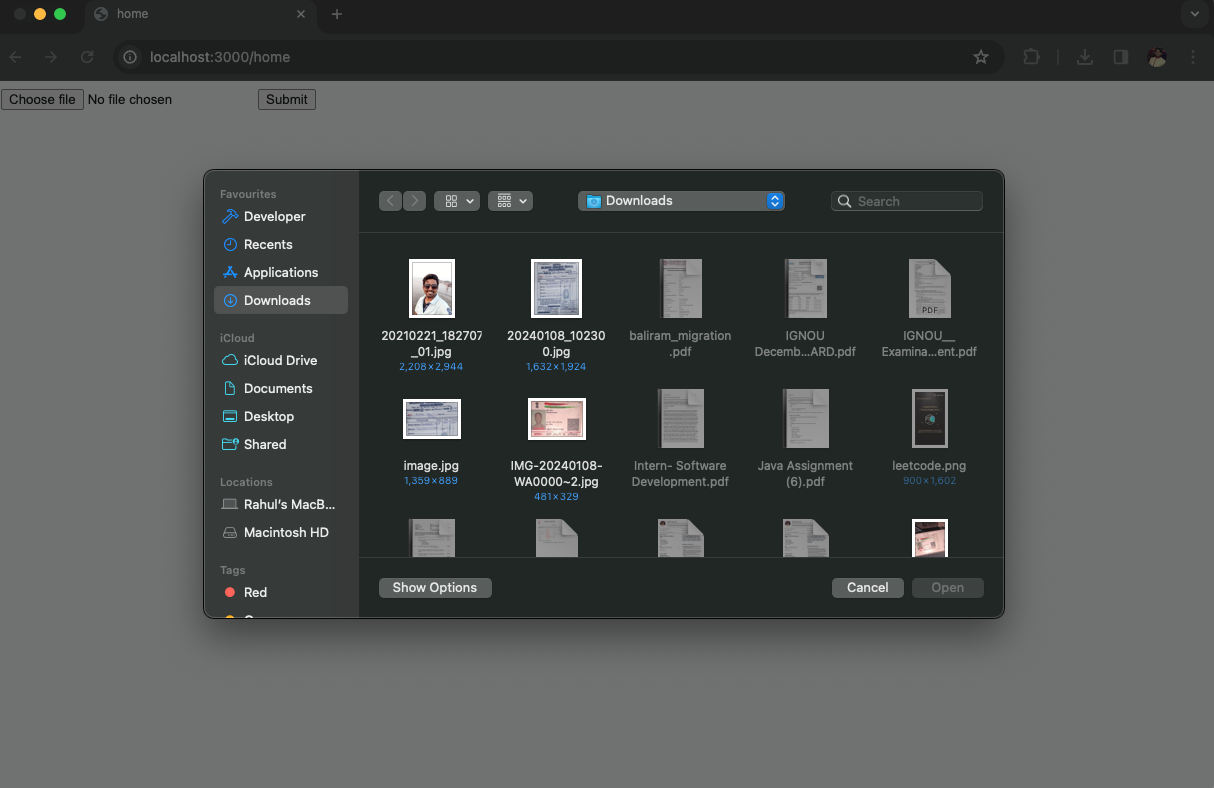 home
localhost:3000/home
Choose file No file chosen
Submit
Favourites
Developer
Recents
Applications
Downloads
iCloud
iCloud Drive
Documents
Desktop
Shared
Locations
Rahul's MacB...
Macintosh HD
Tags
Red
Downloads
Search
20210221_182707
_01.jpg
2,208×2,944
20240108_10230
0.jpg
1,632×1,924
baliram_migration
.pdf
IGNOU
Decemb...ARD.pdf
PDF
IGNOU__
Examina...ent.pdf
image.jpg
1,359×889
IMG-20240108-
WA0000~2.jpg
481×329
Intern- Software
Development.pdf
Java Assignment
(6).pdf
leetcode.png
900×1,602
Show Options
Cancel
Open